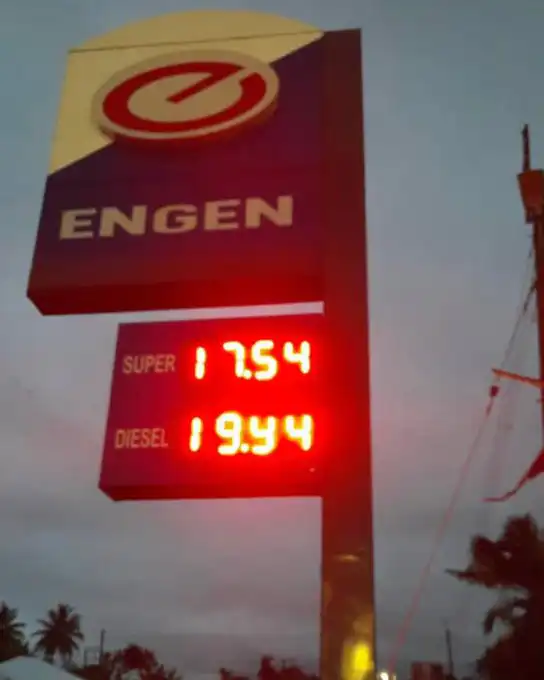 e
ENGEN
SUPER 17.54
DIESEL 19.94